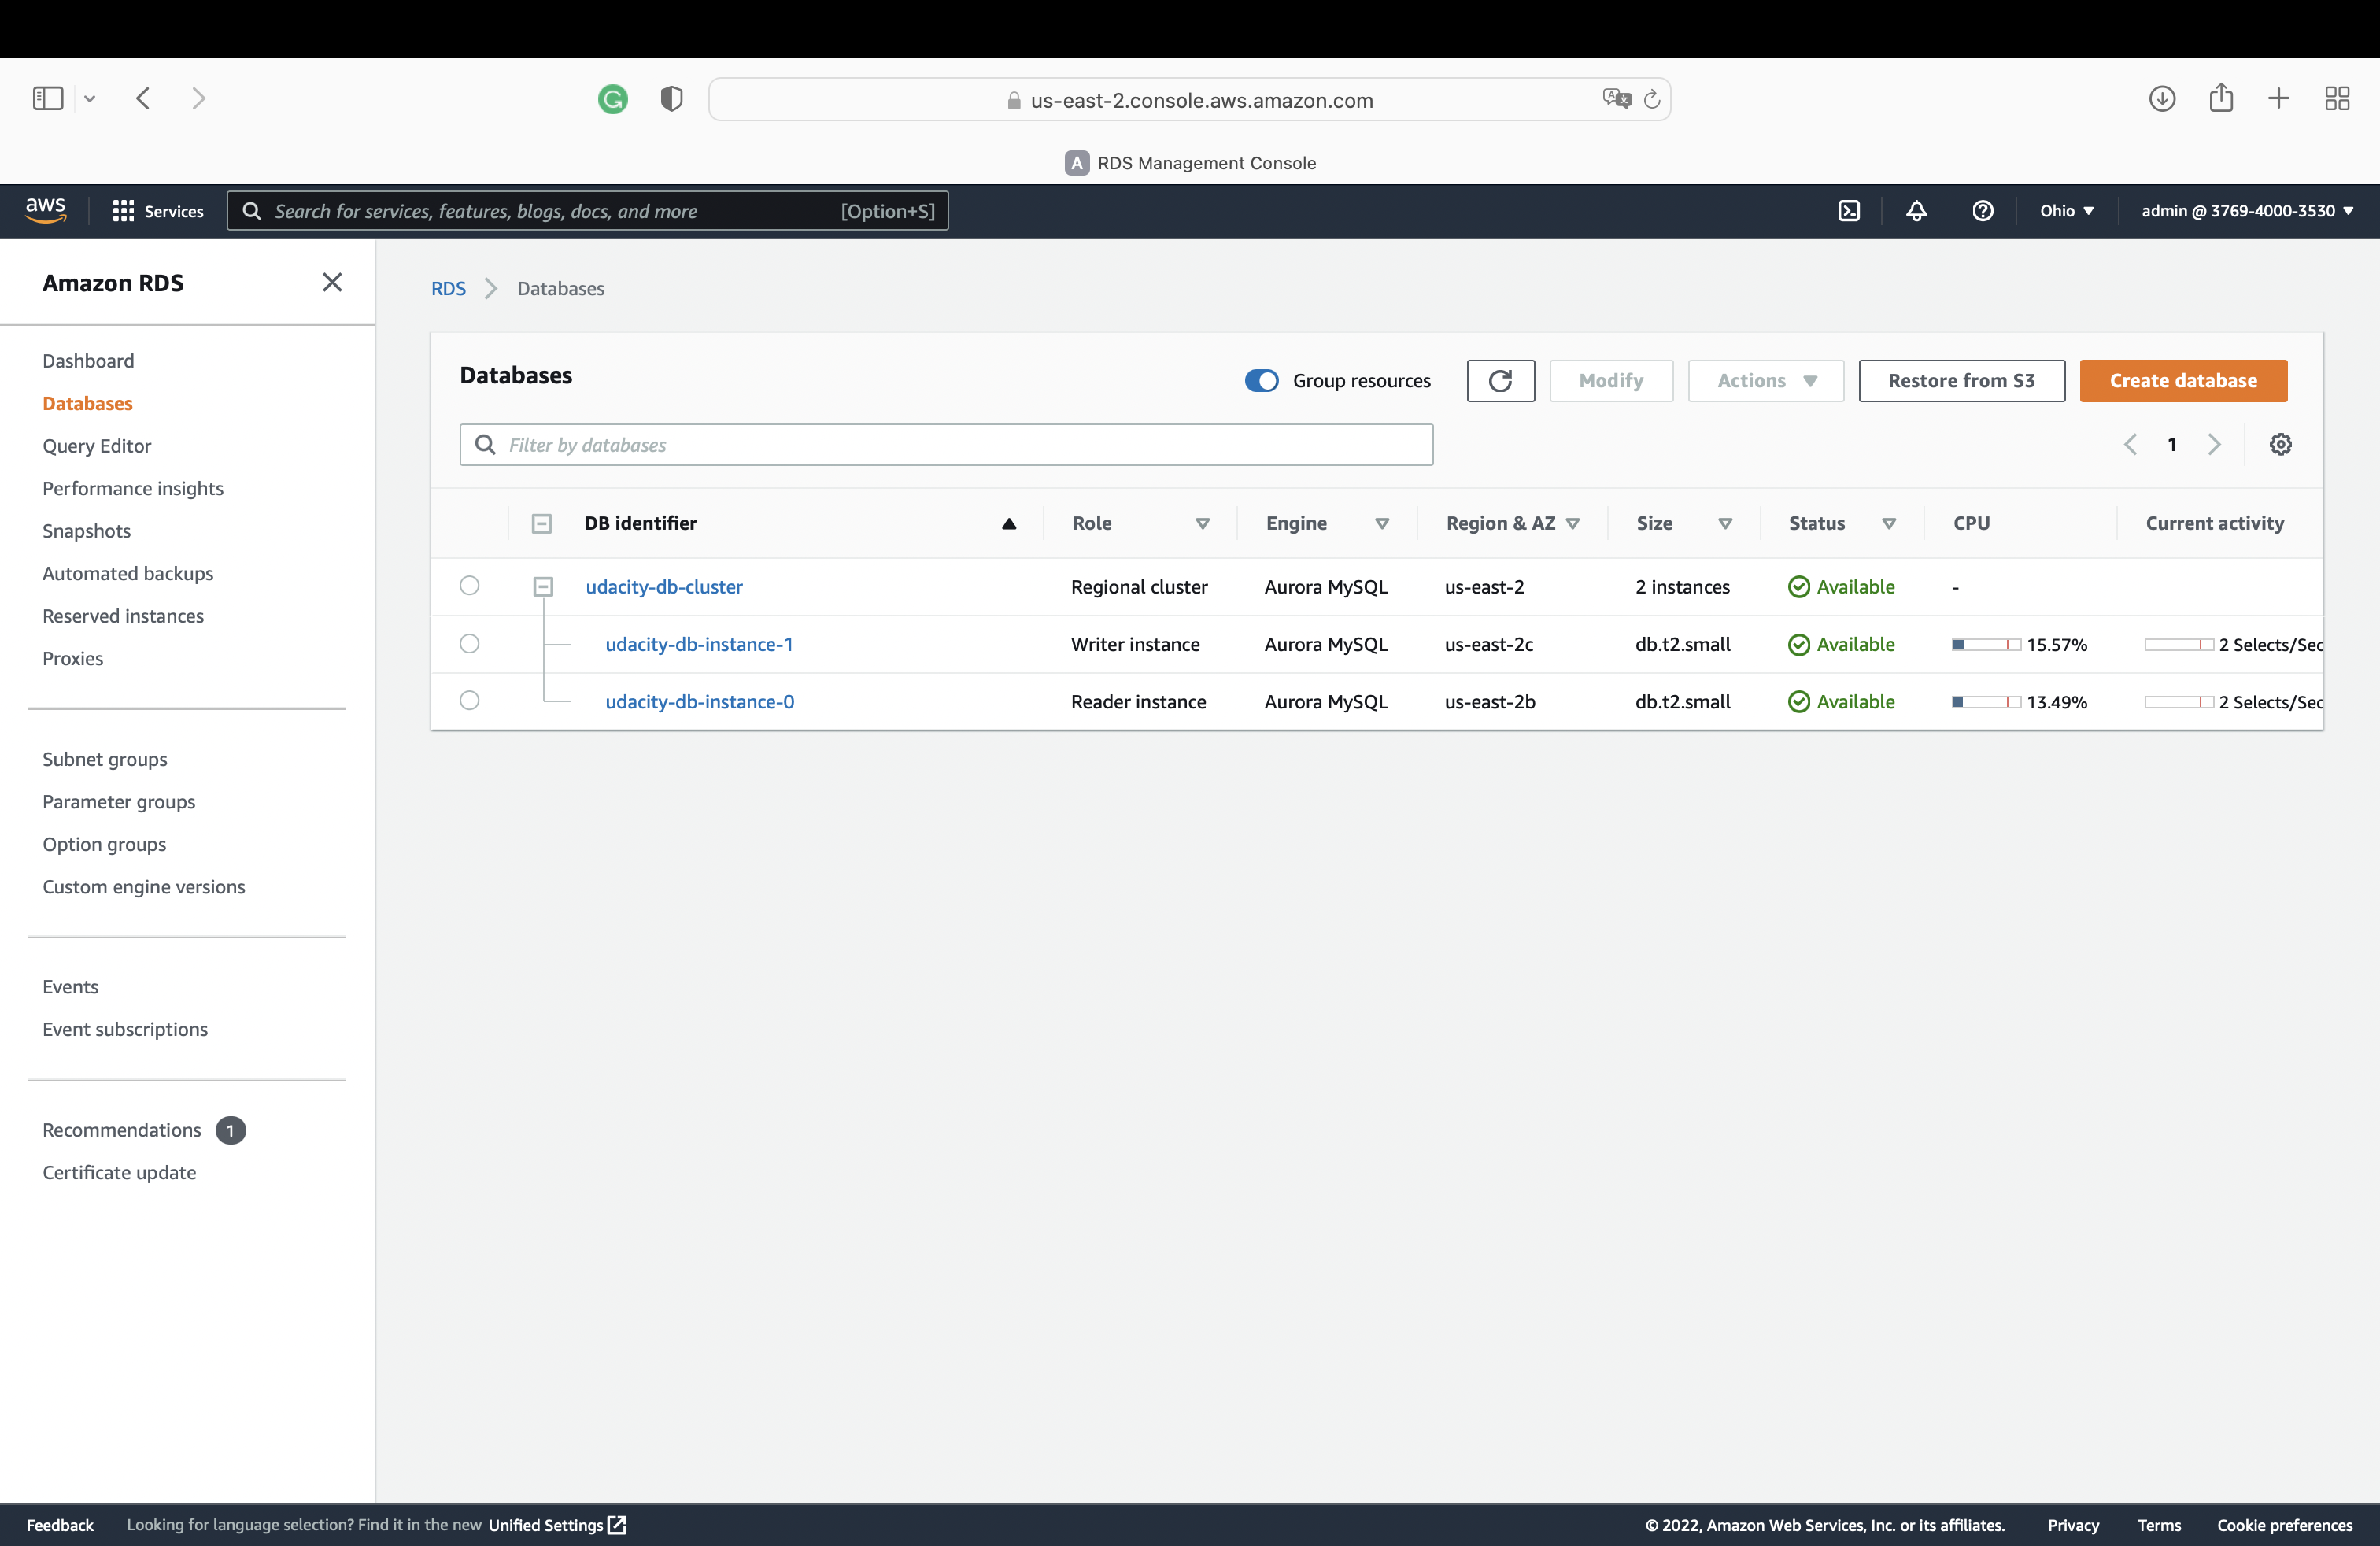 us-east-2.console.aws.amazon.com
A RDS Management Console
aws Services Search for services, features, blogs, docs, and more [Option+S] Ohio admin @ 3769-4000-3530
Amazon RDS
Dashboard
Databases
Query Editor
Performance insights
Snapshots
Automated backups
Reserved instances
Proxies
Subnet groups
Parameter groups
Option groups
Custom engine versions
Events
Event subscriptions
Recommendations 1
Certificate update
RDS Databases
Databases Group resources Modify Actions Restore from S3 Create database
Filter by databases 1
DB identifier Role Engine Region & AZ Size Status CPU Current activity
udacity-db-cluster Regional cluster Aurora MySQL us-east-2 2 instances Available -
udacity-db-instance-1 Writer instance Aurora MySQL us-east-2c db.t2.small Available 15.57% 2 Selects/Sec
udacity-db-instance-0 Reader instance Aurora MySQL us-east-2b db.t2.small Available 13.49% 2 Selects/Sec
Feedback Looking for language selection? Find it in the new Unified Settings © 2022, Amazon Web Services, Inc. or its affiliates. Privacy Terms Cookie preferences